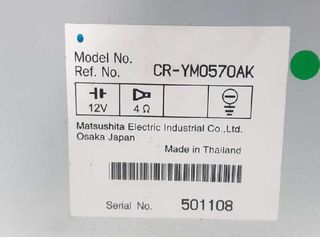 Model No.
Ref. No. CR-YM0570AK
12V 4 Ω
Matsushita Electric Industrial Co.,Ltd.
Osaka Japan
Made in Thailand
Serial No. 501108